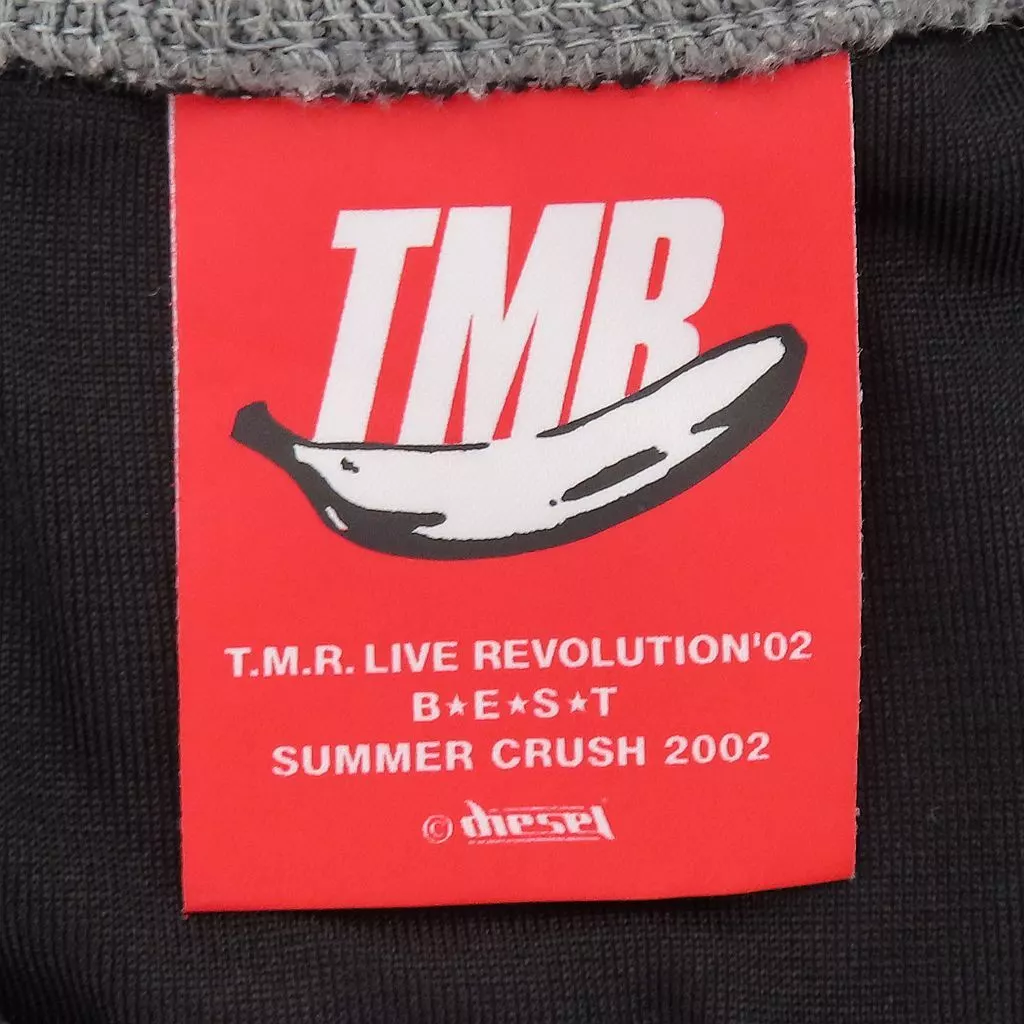 TMR
T.M.R. LIVE REVOLUTION'02
B★E★S★T
SUMMER CRUSH 2002
© diesel